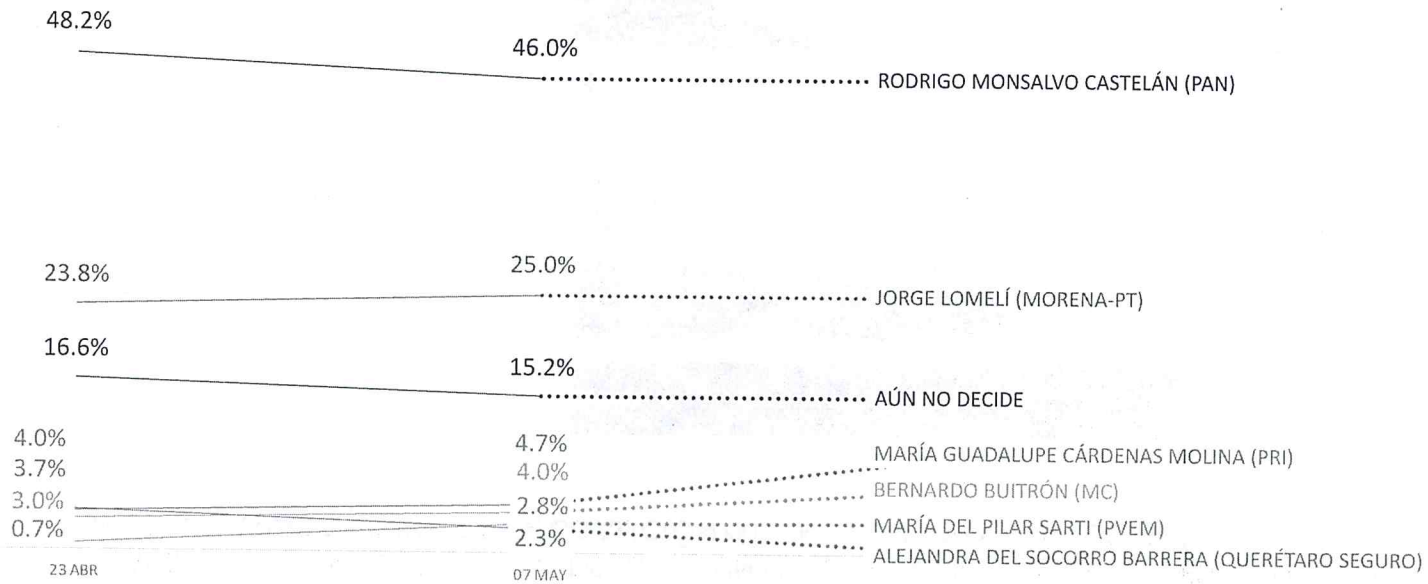 48.2%
46.0%
RODRIGO MONSALVO CASTELÁN (PAN)
23.8%
25.0%
JORGE LOMELÍ (MORENA-PT)
16.6%
15.2%
AÚN NO DECIDE
4.0%
3.7%
3.0%
0.7%
4.7%
4.0%
2.8%
2.3%
MARÍA GUADALUPE CÁRDENAS MOLINA (PRI)
BERNARDO BUITRÓN (MC)
MARÍA DEL PILAR SARTI (PVEM)
ALEJANDRA DEL SOCORRO BARRERA (QUERÉTARO SEGURO)
23 ABR
07 MAY